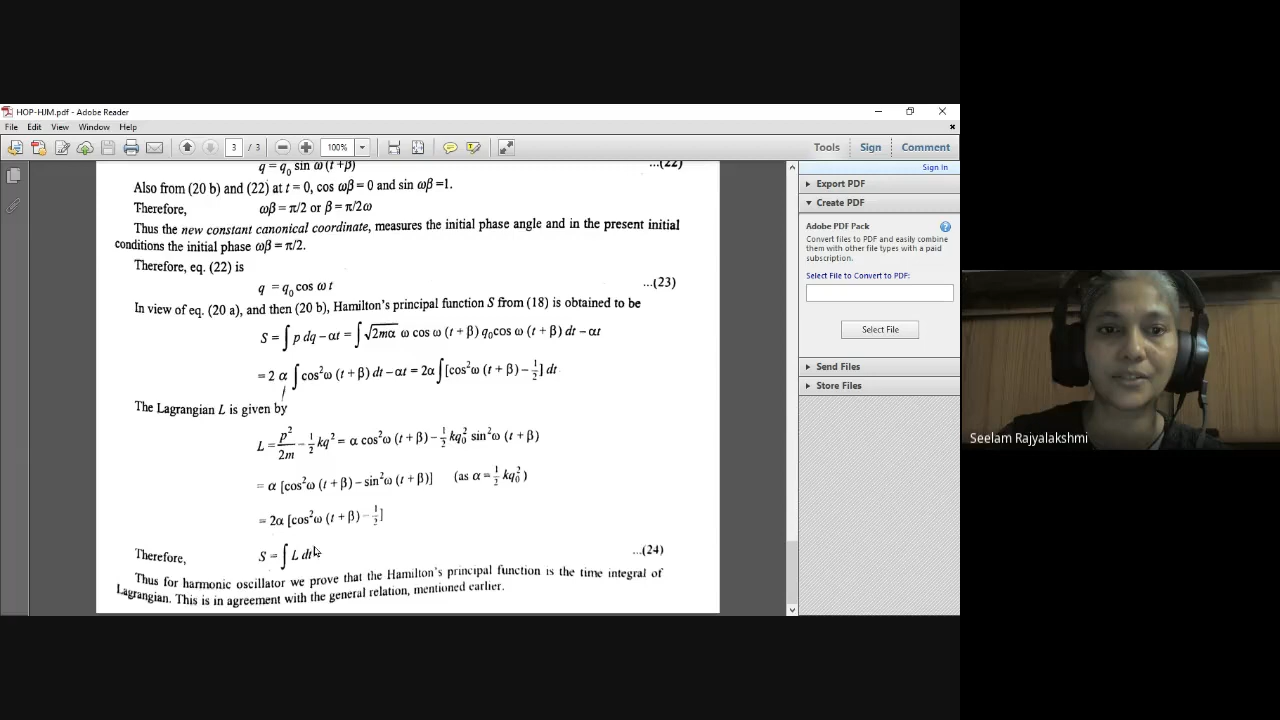 HOP-HJM.pdf - Adobe Reader
File Edit View Window Help
3 / 3 100% Tools Sign Comment
Sign In
Export PDF
Create PDF
Adobe PDF Pack
Convert files to PDF and easily combine
them with other file types with a paid
subscription.
Select File to Convert to PDF:
Select File
Send Files
Store Files
q = q₀ sin ω (t + β) ...(22)
Also from (20 b) and (22) at t = 0, cos ωβ = 0 and sin ωβ = 1.
Therefore, ωβ = π/2 or β = π/2ω
Thus the new constant canonical coordinate, measures the initial phase angle and in the present initial
conditions the initial phase ωβ = π/2.
Therefore, eq. (22) is
q = q₀ cos ω t ...(23)
In view of eq. (20 a), and then (20 b), Hamilton's principal function S from (18) is obtained to be
S = ∫ p dq – αt = ∫ √2mα ω cos ω (t + β) q₀ cos ω (t + β) dt – αt
= 2 α ∫ cos²ω (t + β) dt – αt = 2α ∫ [cos²ω (t + β) – 1/2] dt
The Lagrangian L is given by
L = p²/2m – 1/2 kq² = α cos²ω (t + β) – 1/2 kq₀² sin²ω (t + β)
= α [cos²ω (t + β) – sin²ω (t + β)] (as α = 1/2 kq₀²)
= 2α [cos²ω (t + β) – 1/2]
Therefore, S = ∫ L dt ...(24)
Thus for harmonic oscillator we prove that the Hamilton's principal function is the time integral of
Lagrangian. This is in agreement with the general relation, mentioned earlier.
Seelam Rajyalakshmi